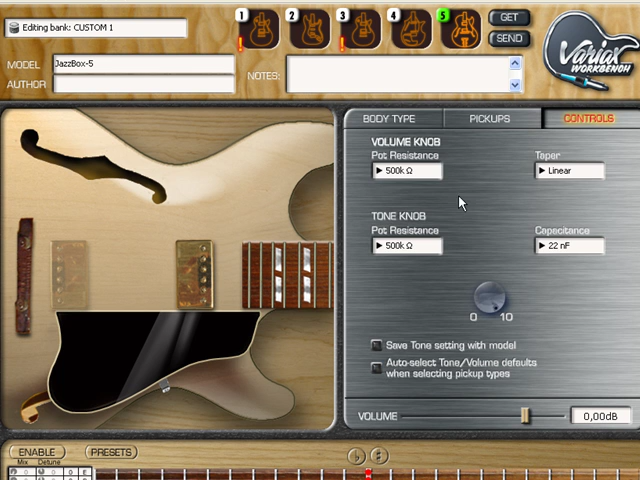 Editing bank: CUSTOM 1
1 2 3 4 5
GET
SEND
Variax
WORKBENCH
MODEL JazzBox-5
AUTHOR
NOTES:
BODY TYPE PICKUPS CONTROLS
VOLUME KNOB
Pot Resistance Taper
500k Ω Linear
TONE KNOB
Pot Resistance Capacitance
500k Ω 22 nF
0 10
Save Tone setting with model
Auto-select Tone/Volume defaults
when selecting pickup types
VOLUME 0,00dB
ENABLE PRESETS
Mix Detune
0 0 0 E